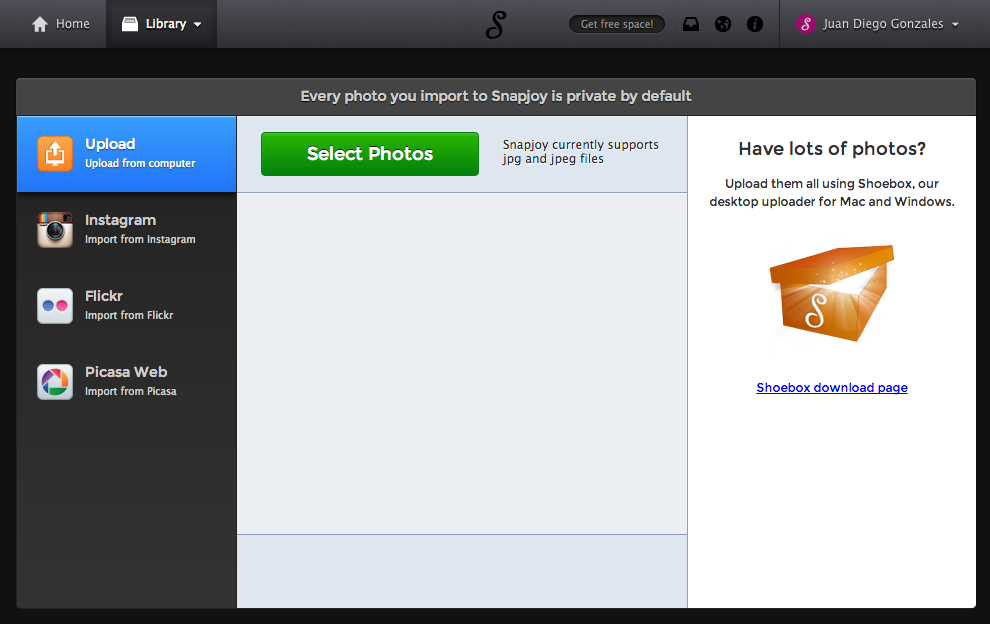 Home
Library
S
Get free space!
Juan Diego Gonzales
Every photo you import to Snapjoy is private by default
Upload
Upload from computer
Instagram
Import from Instagram
Flickr
Import from Flickr
Picasa Web
Import from Picasa
Select Photos
Snapjoy currently supports
jpg and jpeg files
Have lots of photos?
Upload them all using Shoebox, our
desktop uploader for Mac and Windows.
S
Shoebox download page